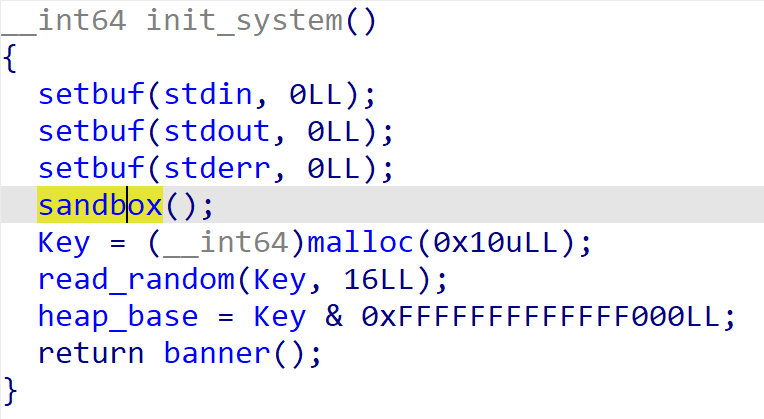 __int64 init_system()
{
  setbuf(stdin, 0LL);
  setbuf(stdout, 0LL);
  setbuf(stderr, 0LL);
  sandbox();
  Key = (__int64)malloc(0x10uLL);
  read_random(Key, 16LL);
  heap_base = Key & 0xFFFFFFFFFFFFF000LL;
  return banner();
}